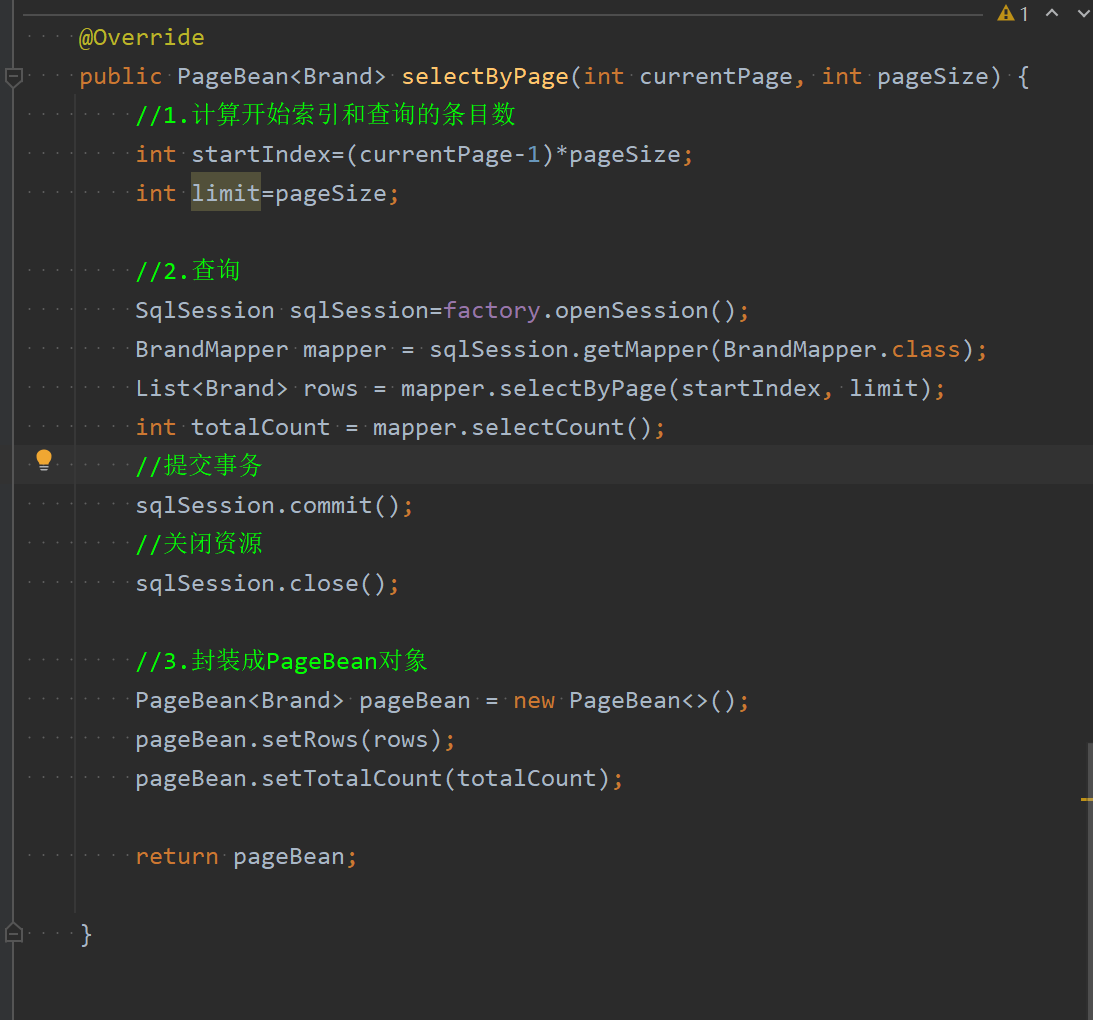 1
@Override
public PageBean<Brand> selectByPage(int currentPage, int pageSize) {
//1.计算开始索引和查询的条目数
int startIndex=(currentPage-1)*pageSize;
int limit=pageSize;
//2.查询
SqlSession sqlSession=factory.openSession();
BrandMapper mapper = sqlSession.getMapper(BrandMapper.class);
List<Brand> rows = mapper.selectByPage(startIndex, limit);
int totalCount = mapper.selectCount();
//提交事务
sqlSession.commit();
//关闭资源
sqlSession.close();
//3.封装成PageBean对象
PageBean<Brand> pageBean = new PageBean<>();
pageBean.setRows(rows);
pageBean.setTotalCount(totalCount);
return pageBean;
}